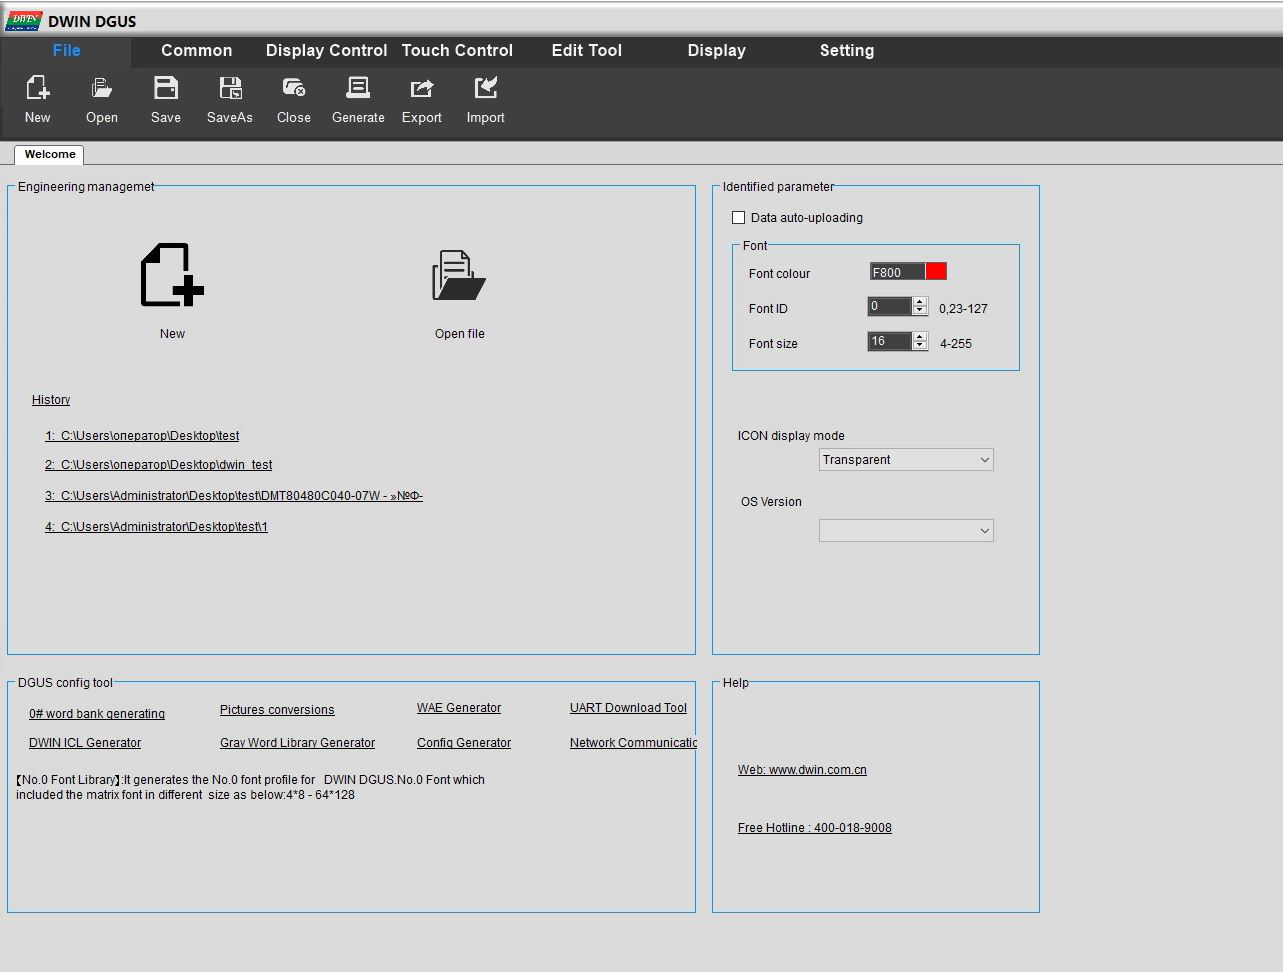 DWIN DWIN DGUS
File Common Display Control Touch Control Edit Tool Display Setting
New Open Save SaveAs Close Generate Export Import
Welcome
Engineering managemet
New
Open file
History
1: C:\Users\оператор\Desktop\test
2: C:\Users\оператор\Desktop\dwin_test
3: C:\Users\Administrator\Desktop\test\DMT80480C040-07W - »№Ф-
4: C:\Users\Administrator\Desktop\test\1
Identified parameter
Data auto-uploading
Font
Font colour F800
Font ID 0 0,23-127
Font size 16 4-255
ICON display mode
Transparent
OS Version
DGUS config tool
0# word bank generating Pictures conversions WAE Generator UART Download Tool
DWIN ICL Generator Gray Word Library Generator Config Generator Network Communicatio
【No.0 Font Library】:It generates the No.0 font profile for DWIN DGUS.No.0 Font which
included the matrix font in different size as below:4*8 - 64*128
Help
Web: www.dwin.com.cn
Free Hotline : 400-018-9008